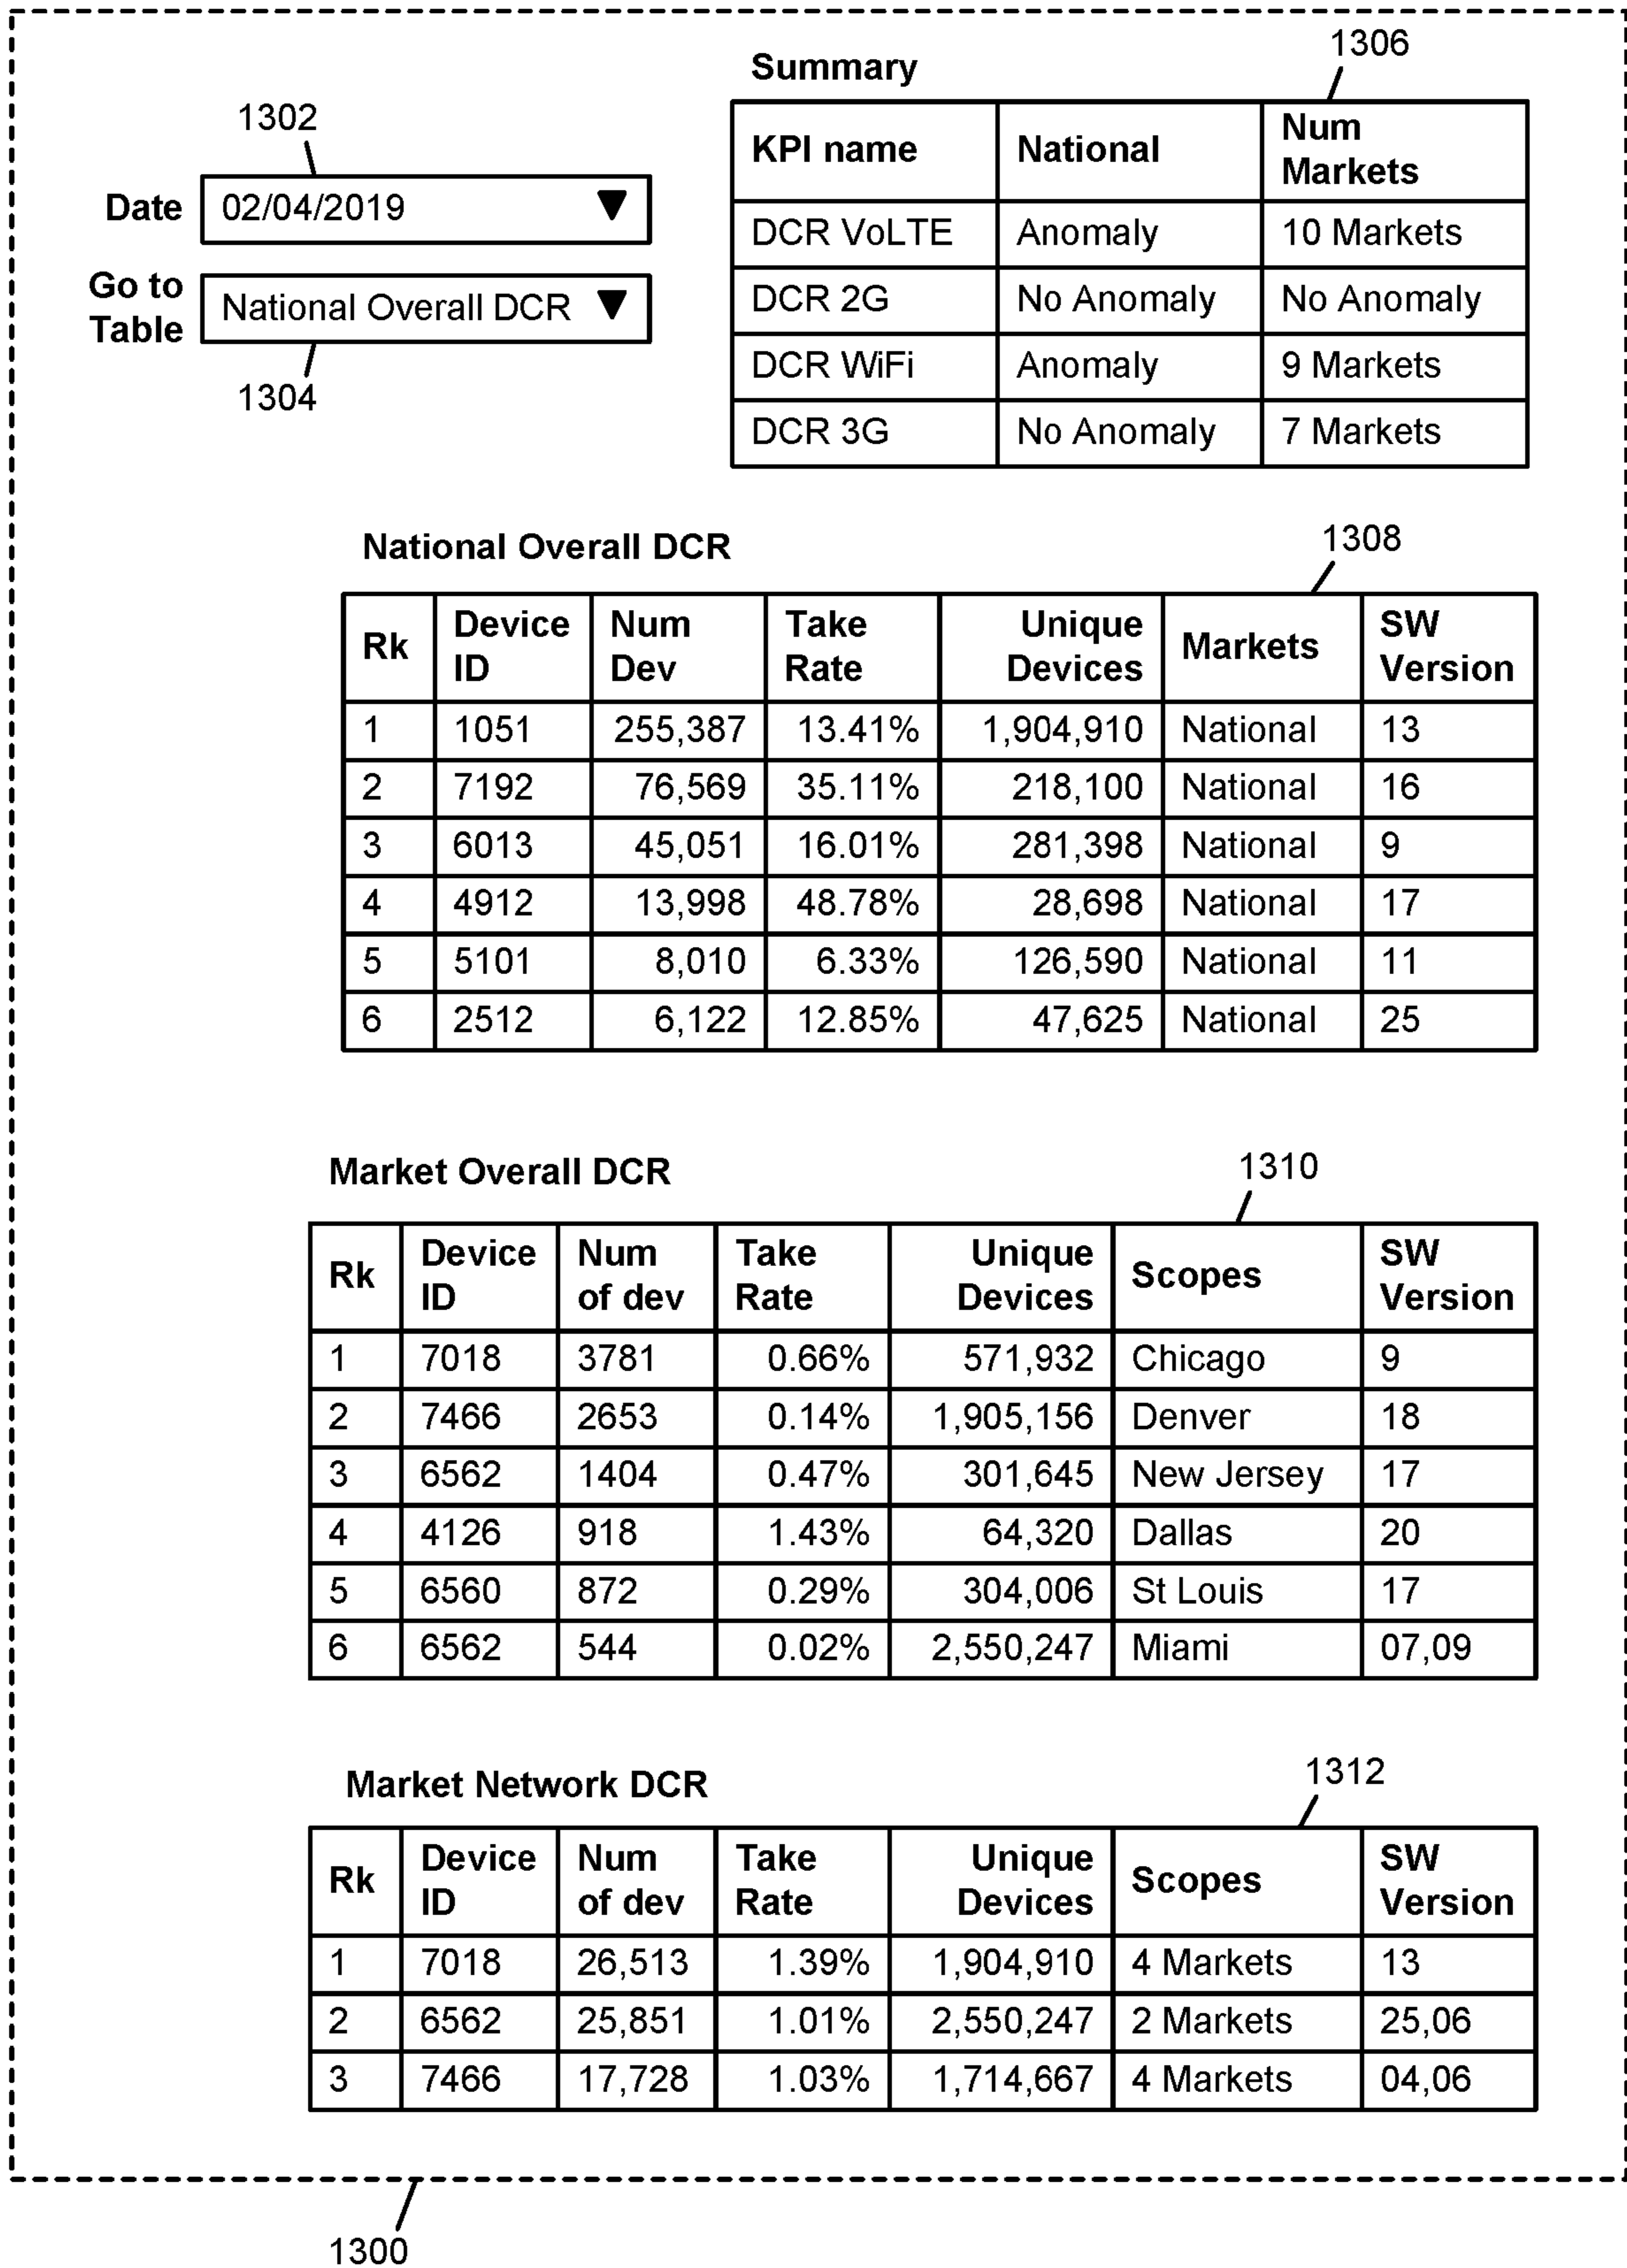 1306
Summary
1302
KPI name National Num Markets
Date 02/04/2019
DCR VoLTE Anomaly 10 Markets
Go to Table National Overall DCR
DCR 2G No Anomaly No Anomaly
1304
DCR WiFi Anomaly 9 Markets
DCR 3G No Anomaly 7 Markets
National Overall DCR
1308
Rk Device ID Num Dev Take Rate Unique Devices Markets SW Version
1 1051 255,387 13.41% 1,904,910 National 13
2 7192 76,569 35.11% 218,100 National 16
3 6013 45,051 16.01% 281,398 National 9
4 4912 13,998 48.78% 28,698 National 17
5 5101 8,010 6.33% 126,590 National 11
6 2512 6,122 12.85% 47,625 National 25
Market Overall DCR
1310
Rk Device ID Num of dev Take Rate Unique Devices Scopes SW Version
1 7018 3781 0.66% 571,932 Chicago 9
2 7466 2653 0.14% 1,905,156 Denver 18
3 6562 1404 0.47% 301,645 New Jersey 17
4 4126 918 1.43% 64,320 Dallas 20
5 6560 872 0.29% 304,006 St Louis 17
6 6562 544 0.02% 2,550,247 Miami 07,09
Market Network DCR
1312
Rk Device ID Num of dev Take Rate Unique Devices Scopes SW Version
1 7018 26,513 1.39% 1,904,910 4 Markets 13
2 6562 25,851 1.01% 2,550,247 2 Markets 25,06
3 7466 17,728 1.03% 1,714,667 4 Markets 04,06
1300